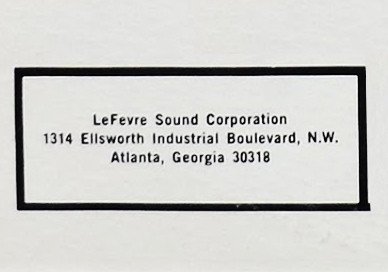 LeFevre Sound Corporation
1314 Ellsworth Industrial Boulevard, N.W.
Atlanta, Georgia 30318